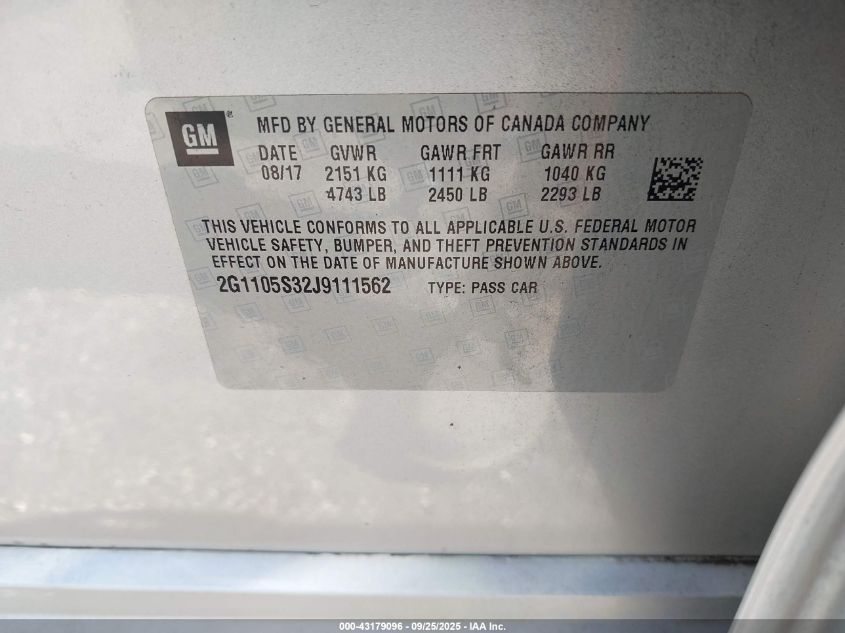 GM
MFD BY GENERAL MOTORS OF CANADA COMPANY
DATE GVWR GAWR FRT GAWR RR
08/17 2151 KG 1111 KG 1040 KG
4743 LB 2450 LB 2293 LB
THIS VEHICLE CONFORMS TO ALL APPLICABLE U.S. FEDERAL MOTOR
VEHICLE SAFETY, BUMPER, AND THEFT PREVENTION STANDARDS IN
EFFECT ON THE DATE OF MANUFACTURE SHOWN ABOVE.
2G1105S32J9111562 TYPE: PASS CAR
000-43179096 - 09/25/2025 - IAA Inc.